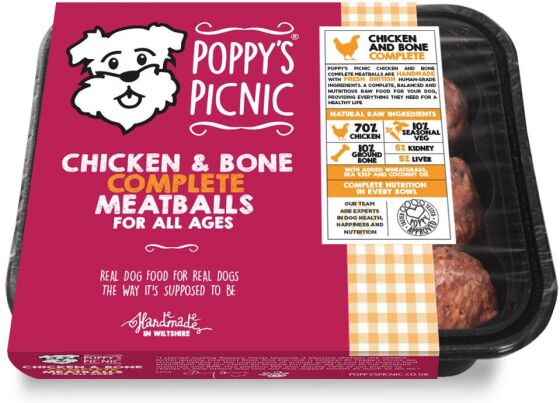 POPPY'S®
PICNIC
CHICKEN & BONE
COMPLETE
MEATBALLS
FOR ALL AGES
REAL DOG FOOD FOR REAL DOGS
THE WAY IT'S SUPPOSED TO BE
Handmade
IN WILTSHIRE
CHICKEN
AND BONE
COMPLETE
POPPY'S PICNIC CHICKEN AND BONE
COMPLETE MEATBALLS ARE HANDMADE
WITH FRESH BRITISH HUMAN-GRADE
INGREDIENTS. A COMPLETE, BALANCED AND
NUTRITIOUS RAW FOOD FOR YOUR DOG,
PROVIDING EVERYTHING THEY NEED FOR A
HEALTHY LIFE
NATURAL RAW INGREDIENTS
70% CHICKEN
10% SEASONAL VEG
10% GROUND BONE
5% KIDNEY
5% LIVER
WITH ADDED WHEATGRASS,
SEA KELP AND COCONUT OIL
COMPLETE NUTRITION
IN EVERY BOWL
OUR TEAM
ARE EXPERTS
IN DOG HEALTH,
HAPPINESS AND
NUTRITION
POPPY
APPROVED
POPPY'S
PICNIC
CHICKEN & BONE
COMPLETE
MEATBALLS
POPPYSPICNIC.CO.UK